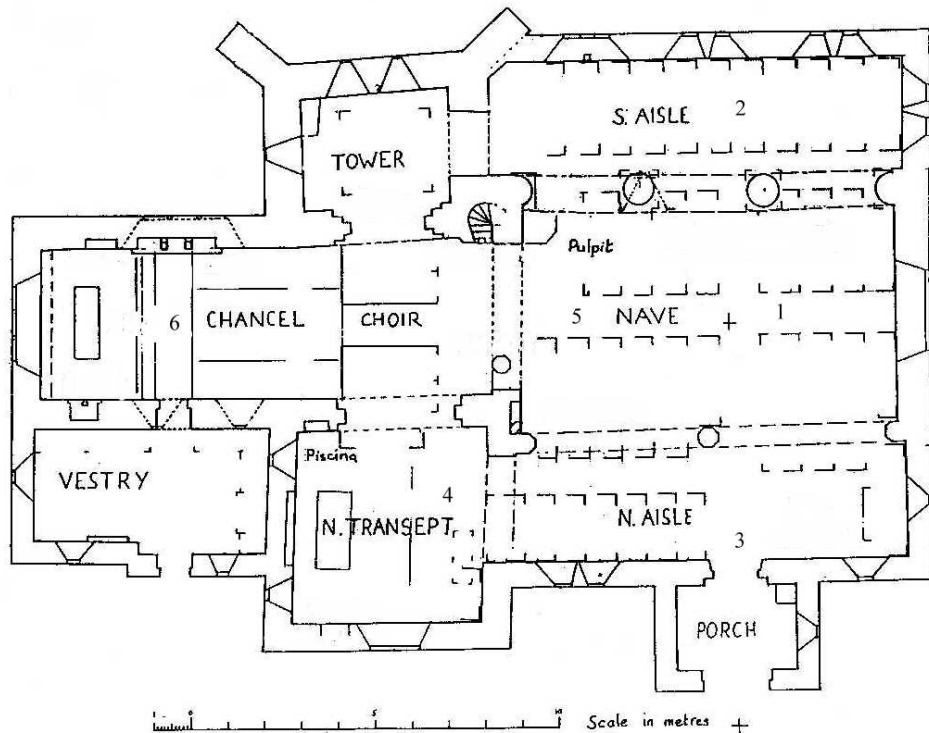 S. AISLE 2
TOWER
Pulpit
6 CHANCEL CHOIR 5 NAVE 1
Piscina
VESTRY
N. TRANSEPT 4 N. AISLE
3
PORCH
0 5 10 Scale in metres